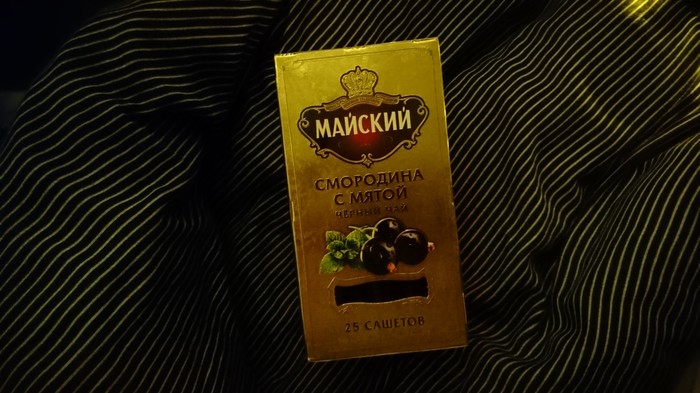 МАЙСКИЙ
СМОРОДИНА
С МЯТОЙ
ЧЁРНЫЙ ЧАЙ
25 САШЕТОВ